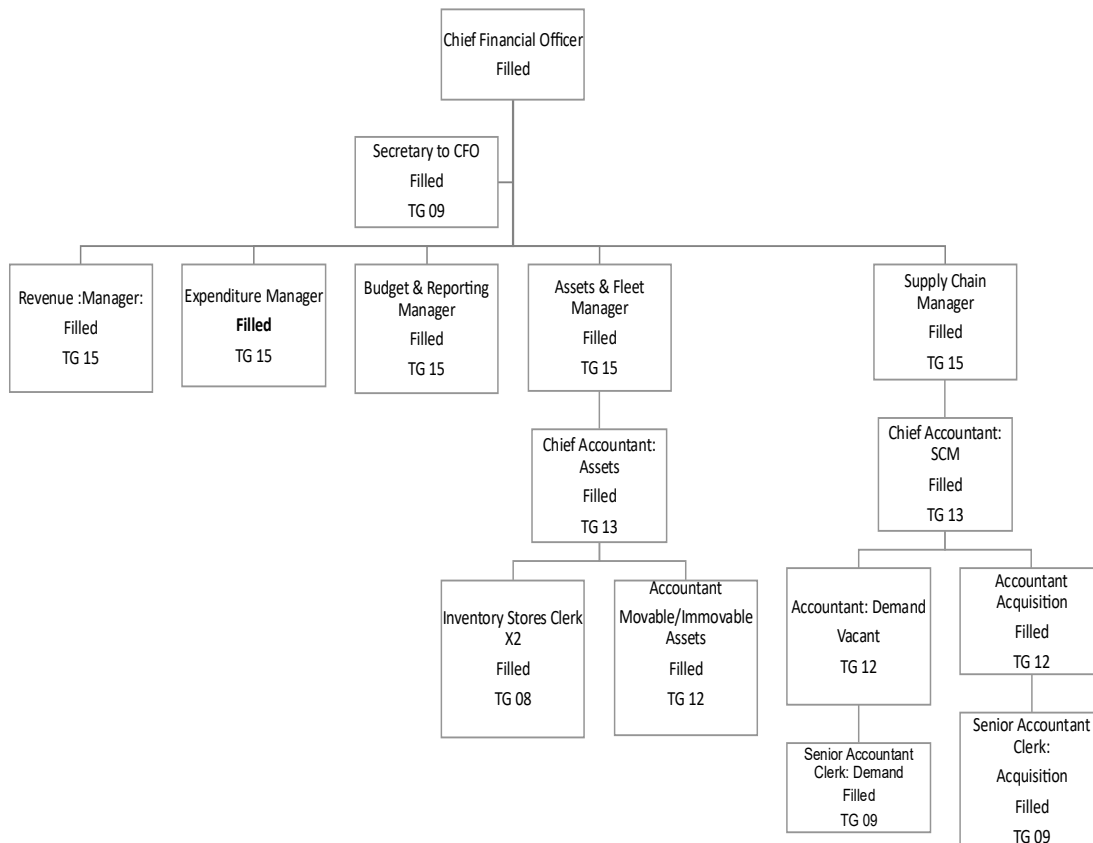 Chief Financial Officer
Filled
Secretary to CFO
Filled
TG 09
Revenue :Manager:
Filled
TG 15
Expenditure Manager
Filled
TG 15
Budget & Reporting
Manager
Filled
TG 15
Assets & Fleet
Manager
Filled
TG 15
Supply Chain
Manager
Filled
TG 15
Chief Accountant:
Assets
Filled
TG 13
Chief Accountant:
SCM
Filled
TG 13
Inventory Stores Clerk
X2
Filled
TG 08
Accountant
Movable/Immovable
Assets
Filled
TG 12
Accountant: Demand
Vacant
TG 12
Accountant
Acquisition
Filled
TG 12
Senior Accountant
Clerk: Demand
Filled
TG 09
Senior Accountant
Clerk:
Acquisition
Filled
TG 09